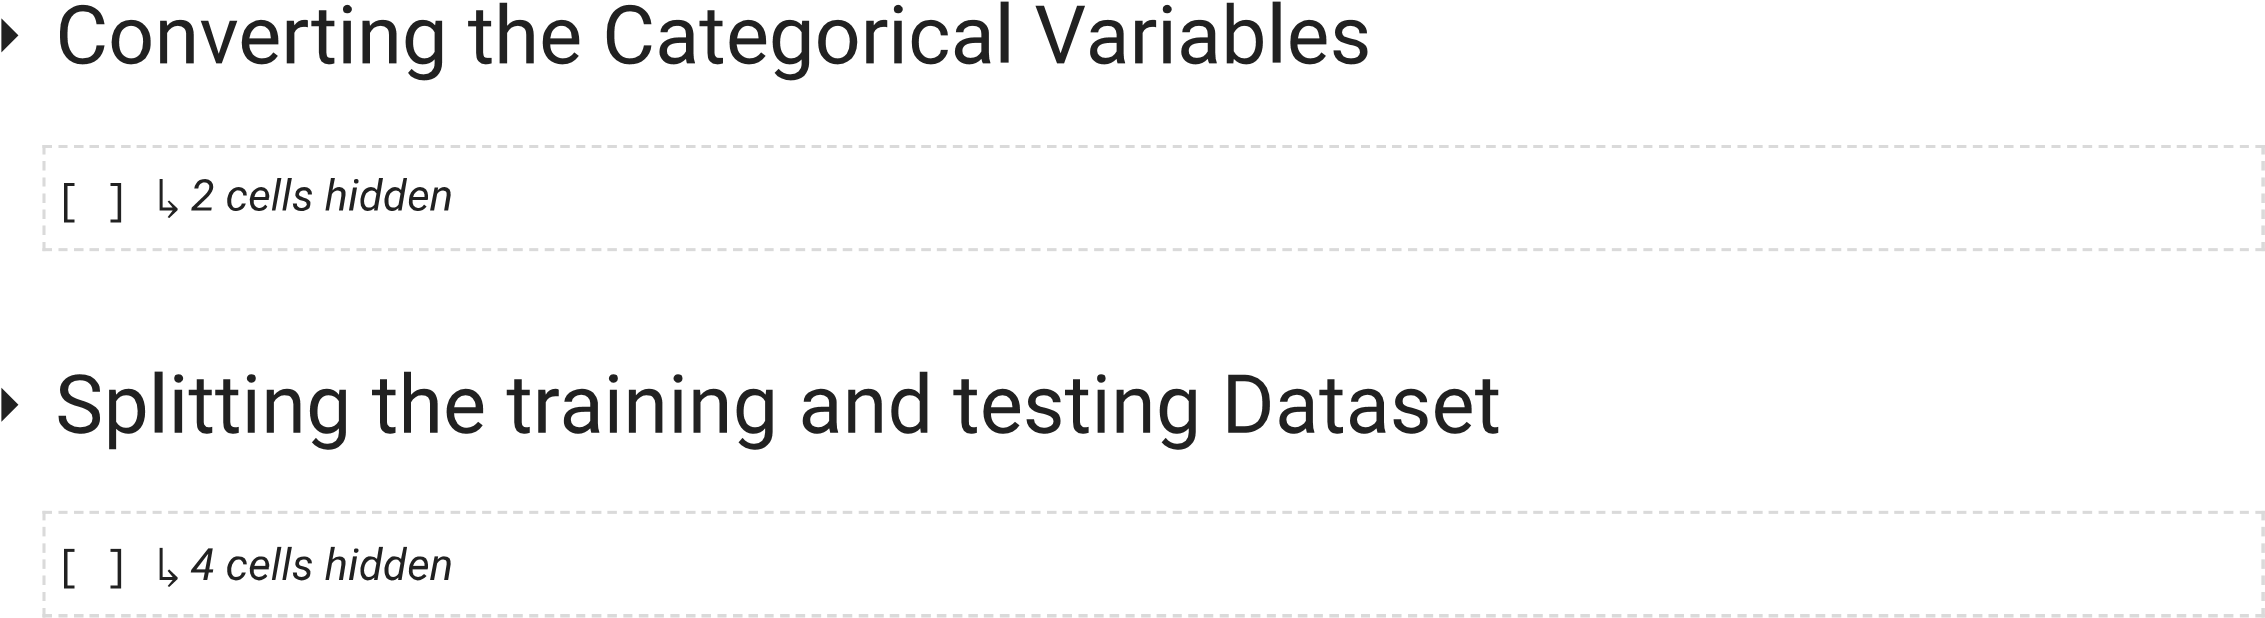 Converting the Categorical Variables
[ ] ↳ 2 cells hidden
Splitting the training and testing Dataset
[ ] ↳ 4 cells hidden